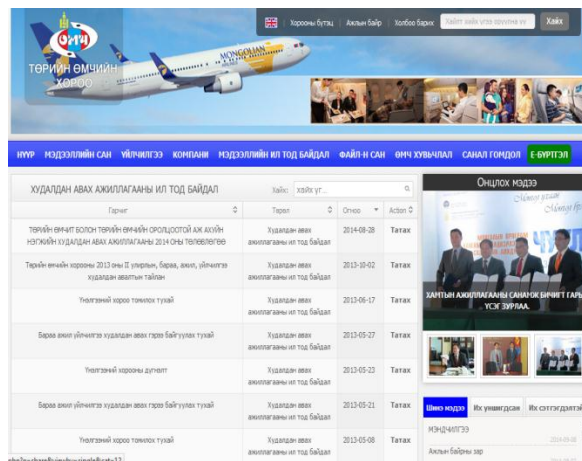 Хорооны бүтэц | Ажлын байр | Холбоо барих
Хайх
ӨМЧ
ТӨРИЙН ӨМЧИЙН
ХОРОО
MONGOLIAN
НҮҮР МЭДЭЭЛЛИЙН САН ҮЙЛЧИЛГЭЭ КОМПАНИ МЭДЭЭЛЛИЙН ИЛ ТОД БАЙДАЛ ФАЙЛ-Н САН ӨМЧ ХУВЬЧЛАЛ САНАЛ ГОМДОЛ Е-БҮРТГЭЛ
ХУДАЛДАН АВАХ АЖИЛЛАГААНЫ ИЛ ТОД БАЙДАЛ
Хайх: хайх үг...
Гарчиг Төрөл Огноо Action
ТӨРИЙН ӨМЧИТ БОЛОН ТӨРИЙН ӨМЧИЙН ОРОЛЦООТОЙ АЖ АХУЙН
НЭГЖИЙН ХУДАЛДАН АВАХ АЖИЛЛАГААНЫ 2014 ОНЫ ТӨЛӨВЛӨГӨӨ
Худалдан авах
ажиллагааны ил тод байдал
2014-08-28 Татах
Төрийн өмчийн хорооны 2013 оны II улирлын, бараа, ажил, үйлчилгээ
худалдан авалтын тайлан
Худалдан авах
ажиллагааны ил тод байдал
2013-10-02 Татах
Үнэлгээний хороо томилох тухай
Худалдан авах
ажиллагааны ил тод байдал
2013-06-17 Татах
Бараа ажил үйлчилгээ худалдан авах гэрээ байгуулах тухай
Худалдан авах
ажиллагааны ил тод байдал
2013-05-27 Татах
Үнэлгээний хорооны дүгнэлт
Худалдан авах
ажиллагааны ил тод байдал
2013-05-23 Татах
Бараа ажил үйлчилгээ худалдан авах гэрээ байгуулах тухай
Худалдан авах
ажиллагааны ил тод байдал
2013-05-21 Татах
Үнэлгээний хороо томилох тухай
Худалдан авах
ажиллагааны ил тод байдал
2013-05-08 Татах
Онцлох мэдээ
ХАМТЫН АЖИЛЛАГААНЫ САНАМЖ БИЧИГТ ГАРЫН
ҮСЭГ ЗУРЛАА.
Шинэ мэдээ Их уншигдсан Их сэтгэгдэлтэй
МЭНДЧИЛГЭЭ
Ажлын байрны зар